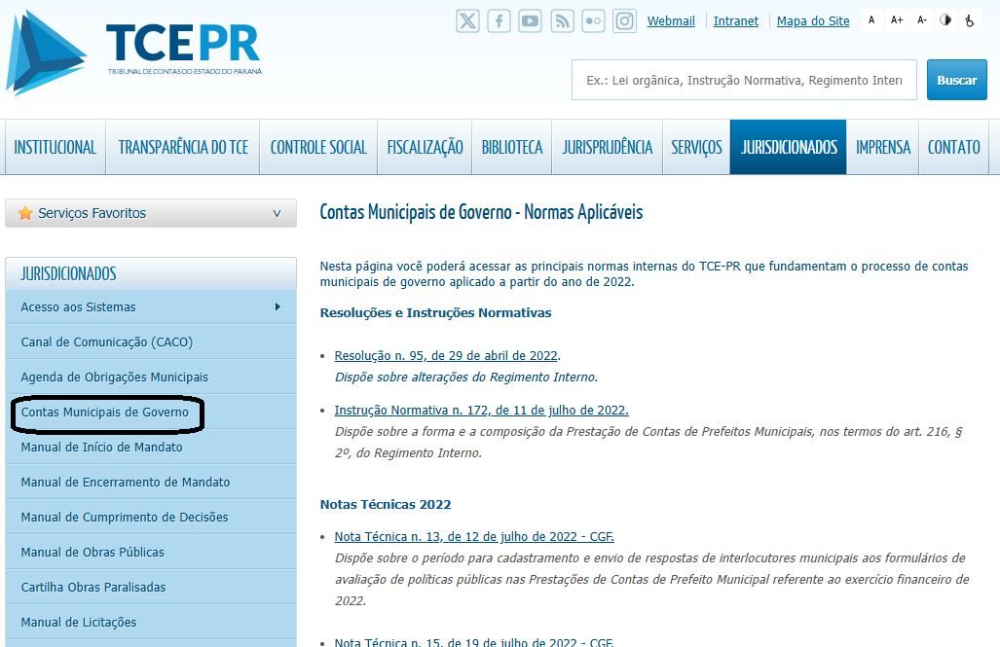 TCEPR
TRIBUNAL DE CONTAS DO ESTADO DO PARANÁ
Webmail
Intranet
Mapa do Site
A
A+
A-
Ex.: Lei orgânica, Instrução Normativa, Regimento Inter
Buscar
INSTITUCIONAL
TRANSPARÊNCIA DO TCE
CONTROLE SOCIAL
FISCALIZAÇÃO
BIBLIOTECA
JURISPRUDÊNCIA
SERVIÇOS
JURISDICIONADOS
IMPRENSA
CONTATO
Serviços Favoritos
JURISDICIONADOS
Acesso aos Sistemas
Canal de Comunicação (CACO)
Agenda de Obrigações Municipais
Contas Municipais de Governo
Manual de Início de Mandato
Manual de Encerramento de Mandato
Manual de Cumprimento de Decisões
Manual de Obras Públicas
Cartilha Obras Paralisadas
Manual de Licitações
Contas Municipais de Governo - Normas Aplicáveis
Nesta página você poderá acessar as principais normas internas do TCE-PR que fundamentam o processo de contas
municipais de governo aplicado a partir do ano de 2022.
Resoluções e Instruções Normativas
• Resolução n. 95, de 29 de abril de 2022.
Dispõe sobre alterações do Regimento Interno.
• Instrução Normativa n. 172, de 11 de julho de 2022.
Dispõe sobre a forma e a composição da Prestação de Contas de Prefeitos Municipais, nos termos do art. 216, §
2º, do Regimento Interno.
Notas Técnicas 2022
• Nota Técnica n. 13, de 12 de julho de 2022 - CGF.
Dispõe sobre o período para cadastramento e envio de respostas de interlocutores municipais aos formulários de
avaliação de políticas públicas nas Prestações de Contas de Prefeito Municipal referente ao exercício financeiro de
2022.
• Nota Técnica n. 15, de 19 de julho de 2022 - CGF.